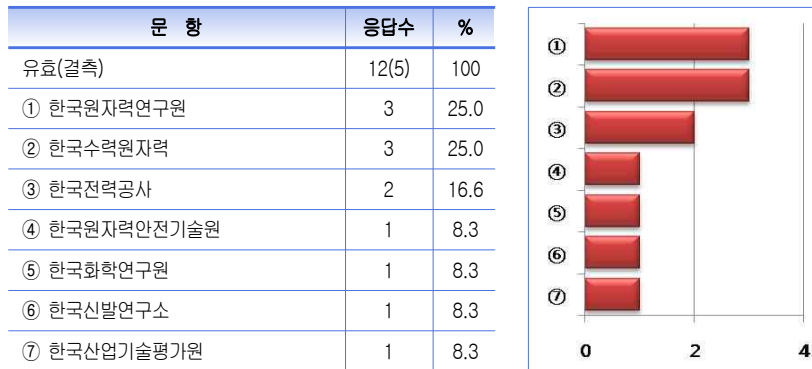 문 항 응답수 %
유효(결측) 12(5) 100
① 한국원자력연구원 3 25.0
② 한국수력원자력 3 25.0
③ 한국전력공사 2 16.6
④ 한국원자력안전기술원 1 8.3
⑤ 한국화학연구원 1 8.3
⑥ 한국신발연구소 1 8.3
⑦ 한국산업기술평가원 1 8.3
①
②
③
④
⑤
⑥
⑦
0 2 4